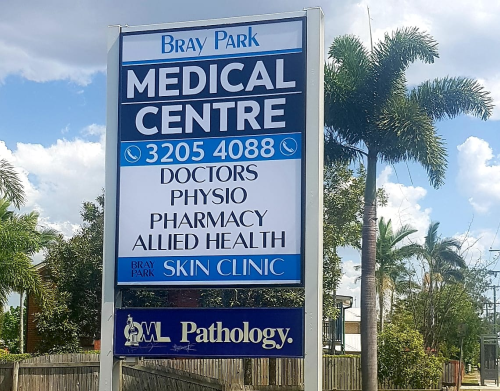 Bray Park
MEDICAL
CENTRE
3205 4088
DOCTORS
PHYSIO
PHARMACY
ALLIED HEALTH
BRAY PARK SKIN CLINIC
QML Pathology.